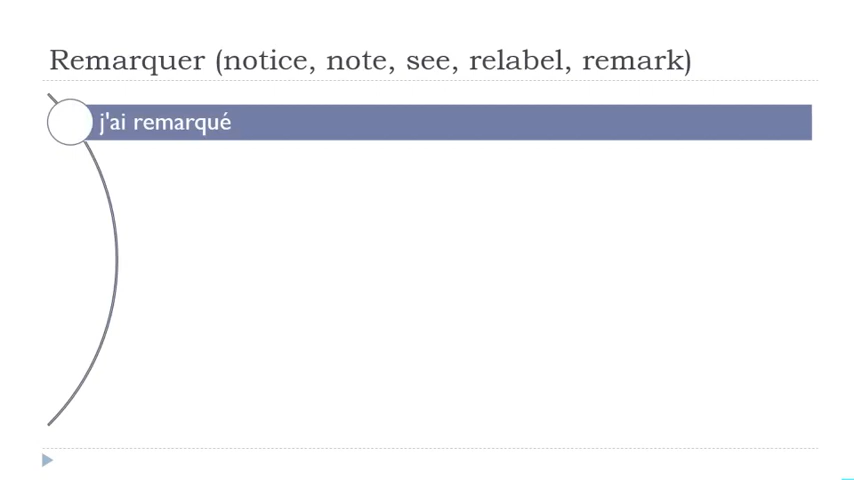 Remarquer (notice, note, see, relabel, remark)
j'ai remarqué